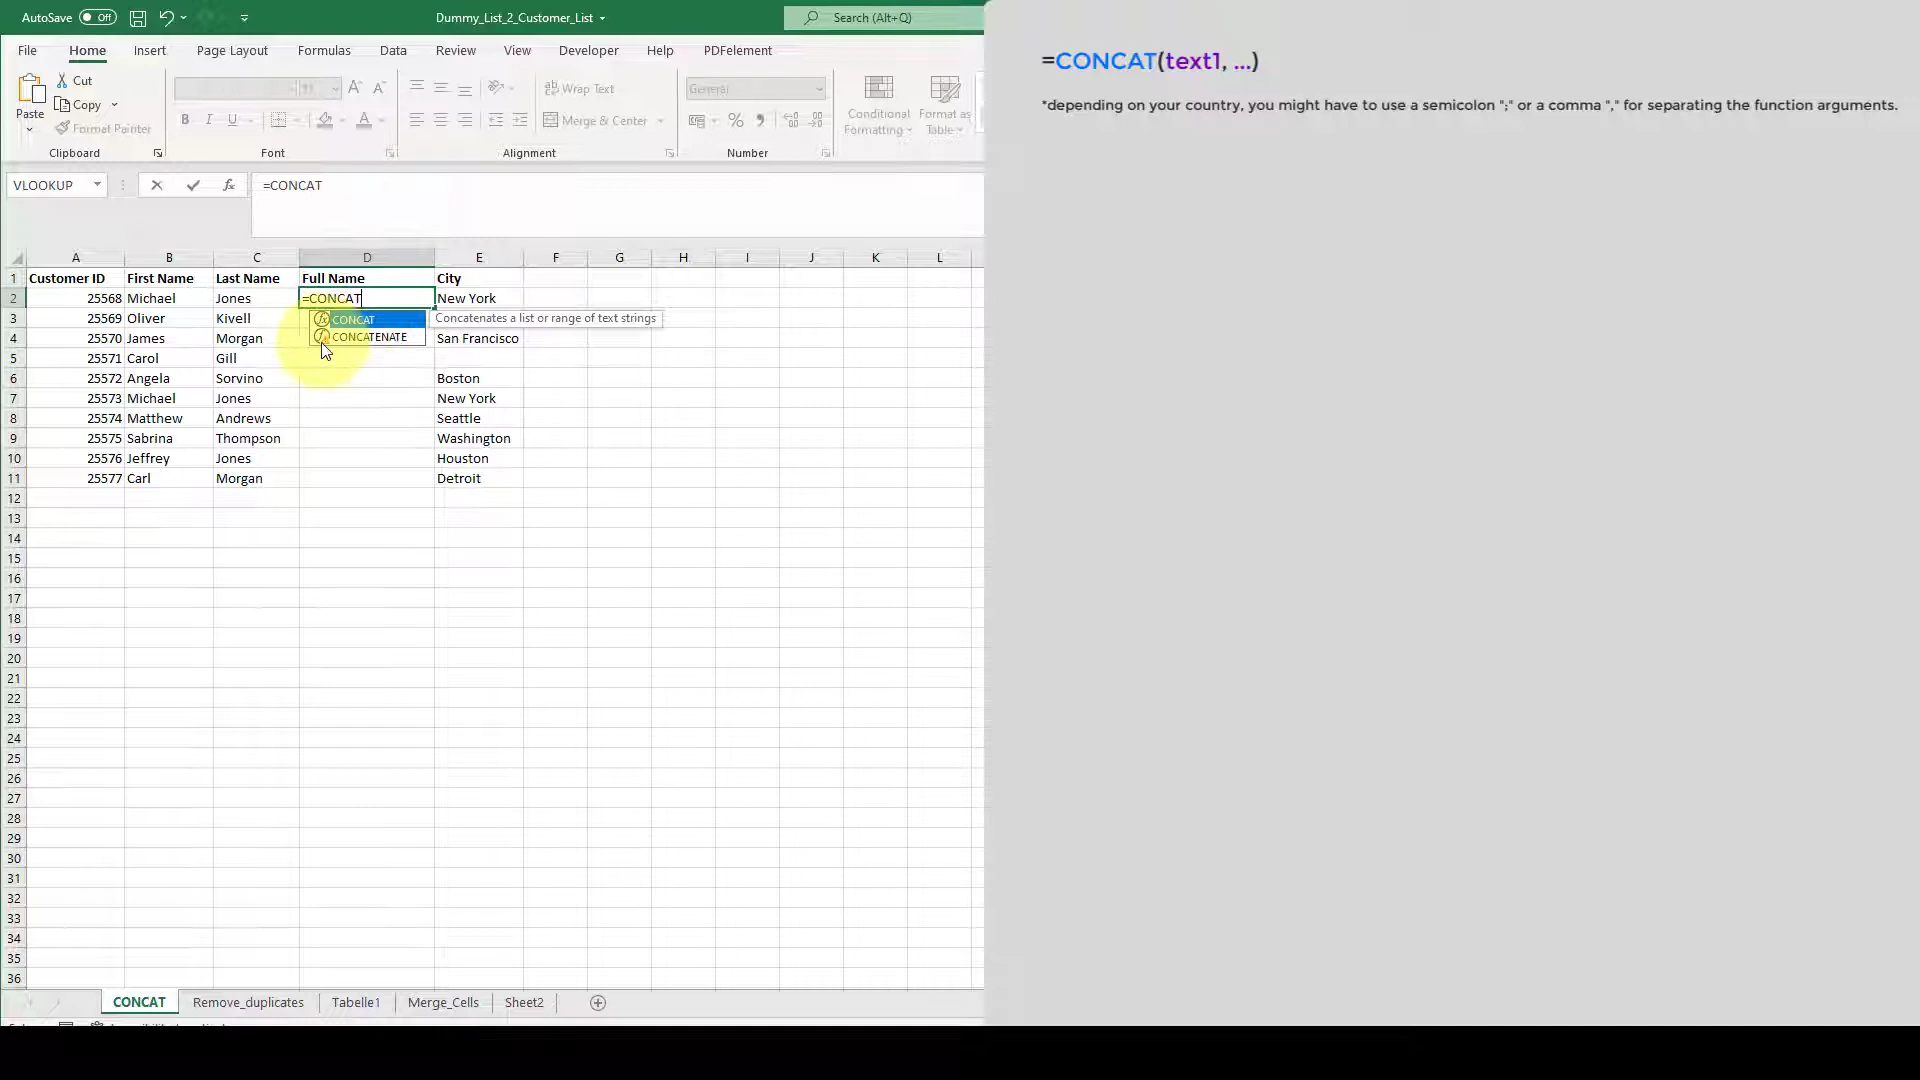 AutoSave Off
Dummy_List_2_Customer_List
Search (Alt+Q)
File Home Insert Page Layout Formulas Data Review View Developer Help PDFelement
Paste
Cut
Copy
Format Painter
Clipboard
Font
Wrap Text
Merge & Center
Alignment
General
Number
Conditional Formatting
Format as Table
VLOOKUP
=CONCAT
A B C D E F G H I J K L
1 Customer ID First Name Last Name Full Name City
2 25568 Michael Jones =CONCAT New York
3 25569 Oliver Kivell
CONCAT
Concatenates a list or range of text strings
CONCATENATE
4 25570 James Morgan San Francisco
5 25571 Carol Gill
6 25572 Angela Sorvino Boston
7 25573 Michael Jones New York
8 25574 Matthew Andrews Seattle
9 25575 Sabrina Thompson Washington
10 25576 Jeffrey Jones Houston
11 25577 Carl Morgan Detroit
12
13
14
15
16
17
18
19
20
21
22
23
24
25
26
27
28
29
30
31
32
33
34
35
36
CONCAT Remove_duplicates Tabelle1 Merge_Cells Sheet2
=CONCAT(text1, ...)
*depending on your country, you might have to use a semicolon ";" or a comma "," for separating the function arguments.